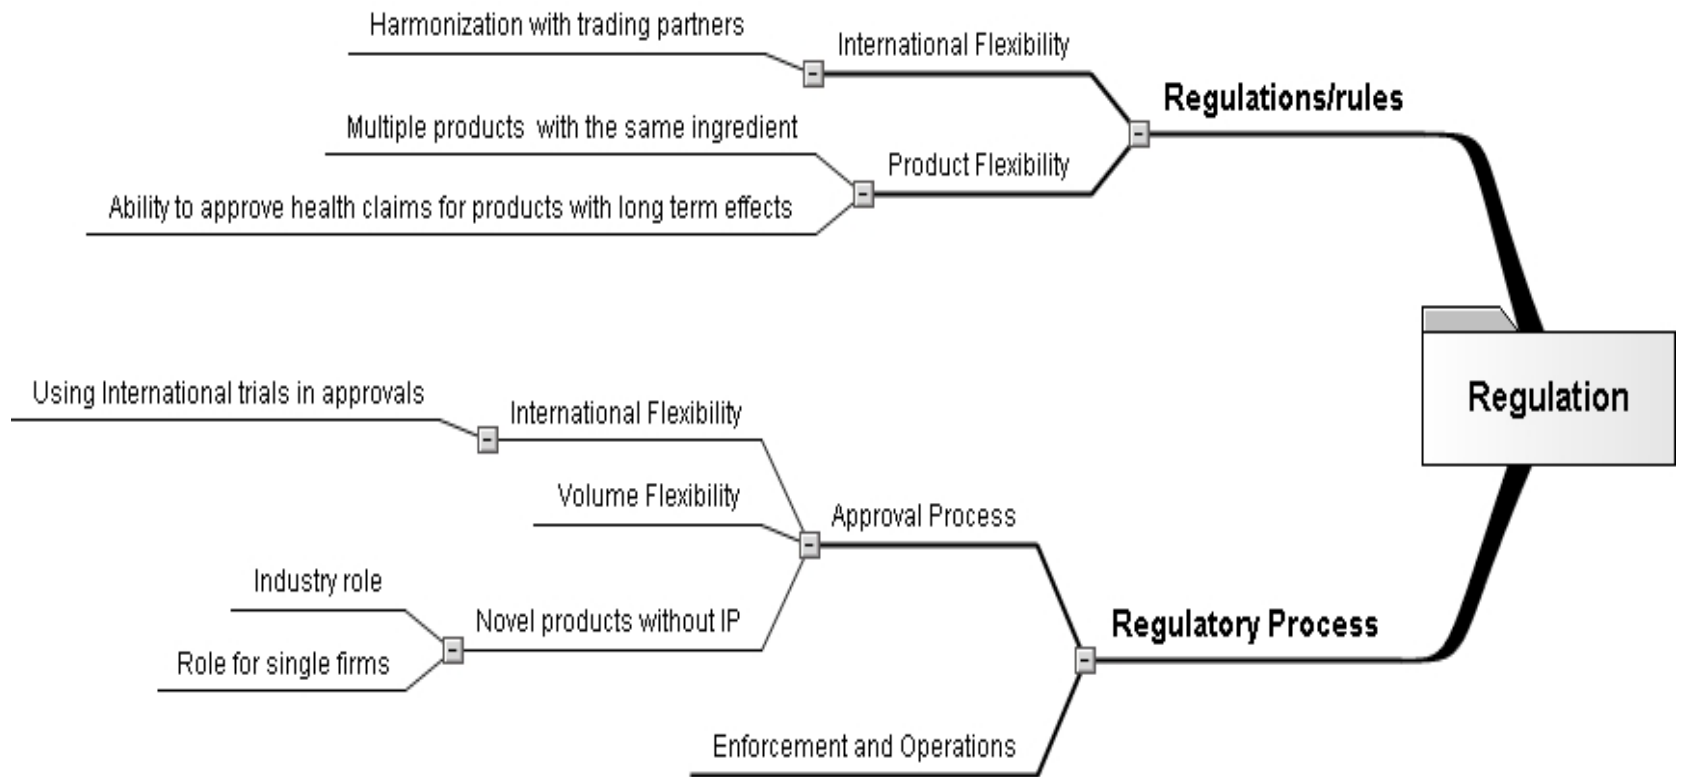 Harmonization with trading partners
International Flexibility
Regulations/rules
Multiple products with the same ingredient
Product Flexibility
Ability to approve health claims for products with long term effects
Regulation
Using International trials in approvals
International Flexibility
Volume Flexibility
Approval Process
Industry role
Novel products without IP
Regulatory Process
Role for single firms
Enforcement and Operations